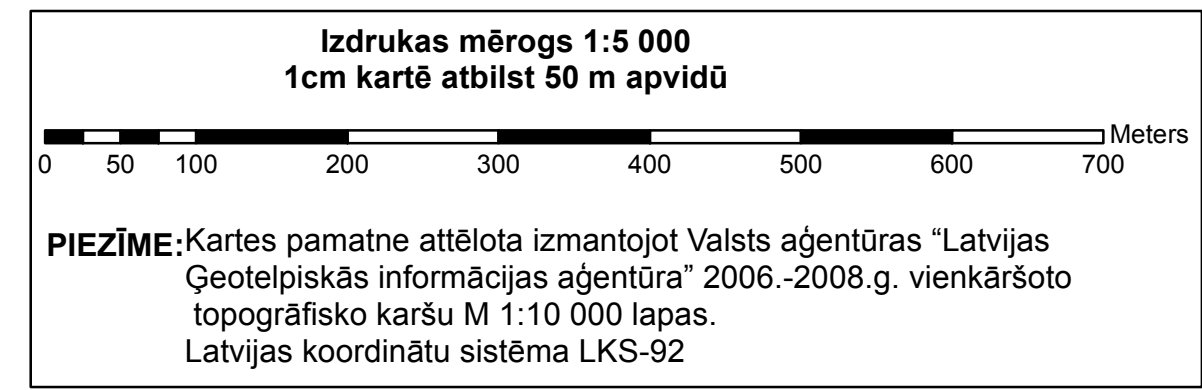 Izdrukas mērogs 1:5 000
1cm kartē atbilst 50 m apvidū
Meters
0 50 100 200 300 400 500 600 700
PIEZĪME:Kartes pamatne attēlota izmantojot Valsts aģentūras “Latvijas
Ģeotelpiskās informācijas aģentūra” 2006.-2008.g. vienkāršoto
topogrāfisko karšu M 1:10 000 lapas.
Latvijas koordinātu sistēma LKS-92